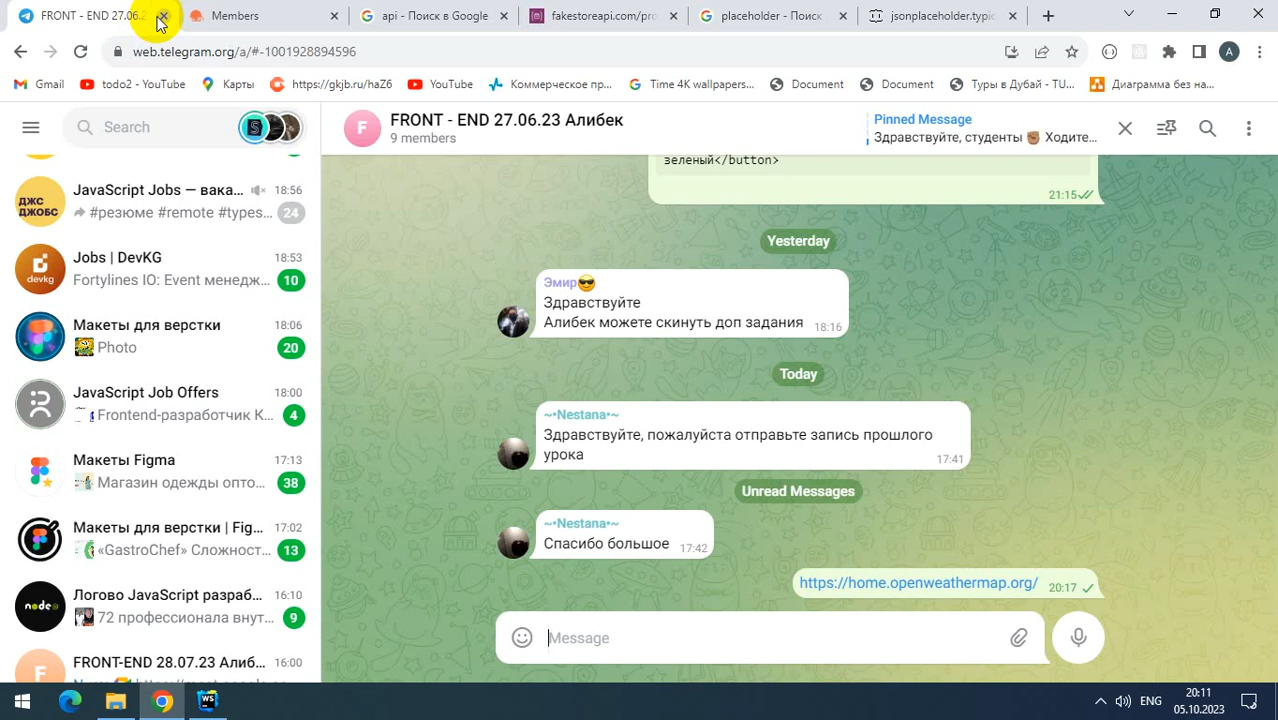 FRONT - END 27.06.2
Members
api - Поиск в Google
fakestoreapi.com/pro
placeholder - Поиск
jsonplaceholder.typic
web.telegram.org/a/#-1001928894596
A
Gmail
todo2 - YouTube
Карты
https://gkjb.ru/haZ6
YouTube
Коммерческое пр...
Time 4K wallpapers...
Document
Document
Туры в Дубай - TU...
Диаграмма без на...
Search
F
FRONT - END 27.06.23 Алибек
9 members
Pinned Message
Здравствуйте, студенты ✊🏽 Ходите...
ДЖС ДЖОБС
JavaScript Jobs — вака...
18:56
#резюме #remote #types...
24
devkg
Jobs | DevKG
18:53
Fortylines IO: Event менедж...
10
Макеты для верстки
18:06
Photo
20
JavaScript Job Offers
18:00
Frontend-разработчик К...
4
Макеты Figma
17:13
Магазин одежды опто...
38
Макеты для верстки | Fig...
17:02
«GastroChef» Сложност...
13
node
Логово JavaScript разраб...
16:10
72 профессионала внут...
9
F
FRONT-END 28.07.23 Алиб...
16:00
зеленый</button>
21:15
Yesterday
Эмир😎
Здравствуйте
Алибек можете скинуть доп задания
18:16
Today
~•Nestana•~
Здравствуйте, пожалуйста отправьте запись прошлого
урока
17:41
Unread Messages
~•Nestana•~
Спасибо большое
17:42
https://home.openweathermap.org/
20:17
Message
WS
ENG
20:11
05.10.2023